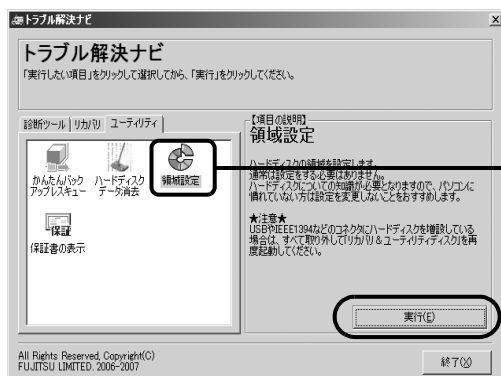 トラブル解決ナビ
トラブル解決ナビ
「実行したい項目」をクリックして選択してから、「実行」をクリックしてください。
診断ツール リカバリ ユーティリティ
かんたんバックアップレスキュー
ハードディスクデータ消去
領域設定
保証書の表示
【項目の説明】
領域設定
ハードディスクの領域を設定します。
通常は設定をする必要はありません。
ハードディスクについての知識が必要となりますので、パソコンに
慣れていない方は設定を変更しないことをおすすめします。
★注意★
USBやIEEE1394などのコネクタにハードディスクを増設している
場合は、すべて取り外して「リカバリ&ユーティリティディスク」を再
度起動してください。
実行(E)
All Rights Reserved, Copyright(C)
FUJITSU LIMITED. 2006-2007
終了(X)